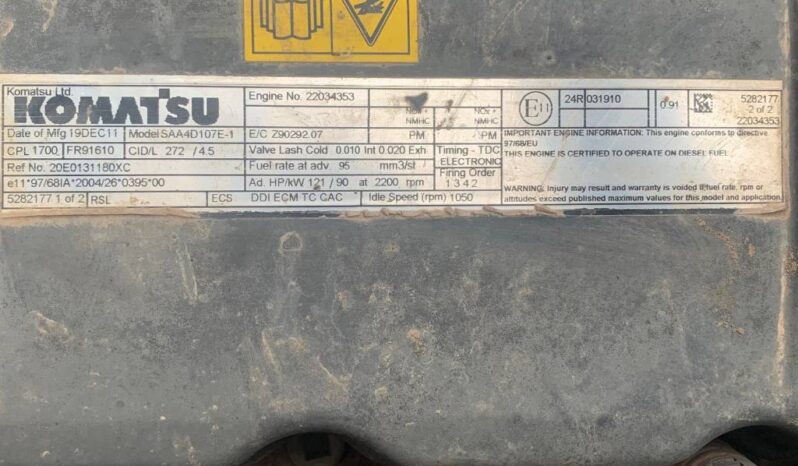 Komatsu Ltd.
KOMATSU
Date of Mfg 19DEC11 Model SAA4D107E-1
CPL 1700 FR91610 CID/L 272 / 4.5
Ref No. 20E0131180XC
e11*97/68IA*2004/26*0395*00
5282177 1 of 2 RSL
Engine No. 22034353
E/C Z90292.07
Valve Lash Cold 0.010 Int 0.020 Exh
Fuel rate at adv. 95 mm3/st
Ad. HP/kW 121 / 90 at 2200 rpm
ECS DDI ECM TC CAC Idle Speed (rpm) 1050
NOx + NMHC
PM
NOx + NMHC
PM
Timing - TDC
ELECTRONIC
Firing Order
1 3 4 2
E11
24R 031910
0.91
5282177
2 of 2
22034353
IMPORTANT ENGINE INFORMATION: This engine conforms to directive
97/68/EU
THIS ENGINE IS CERTIFIED TO OPERATE ON DIESEL FUEL
WARNING: Injury may result and warranty is voided if fuel rate, rpm or
altitudes exceed published maximum values for this model and application.